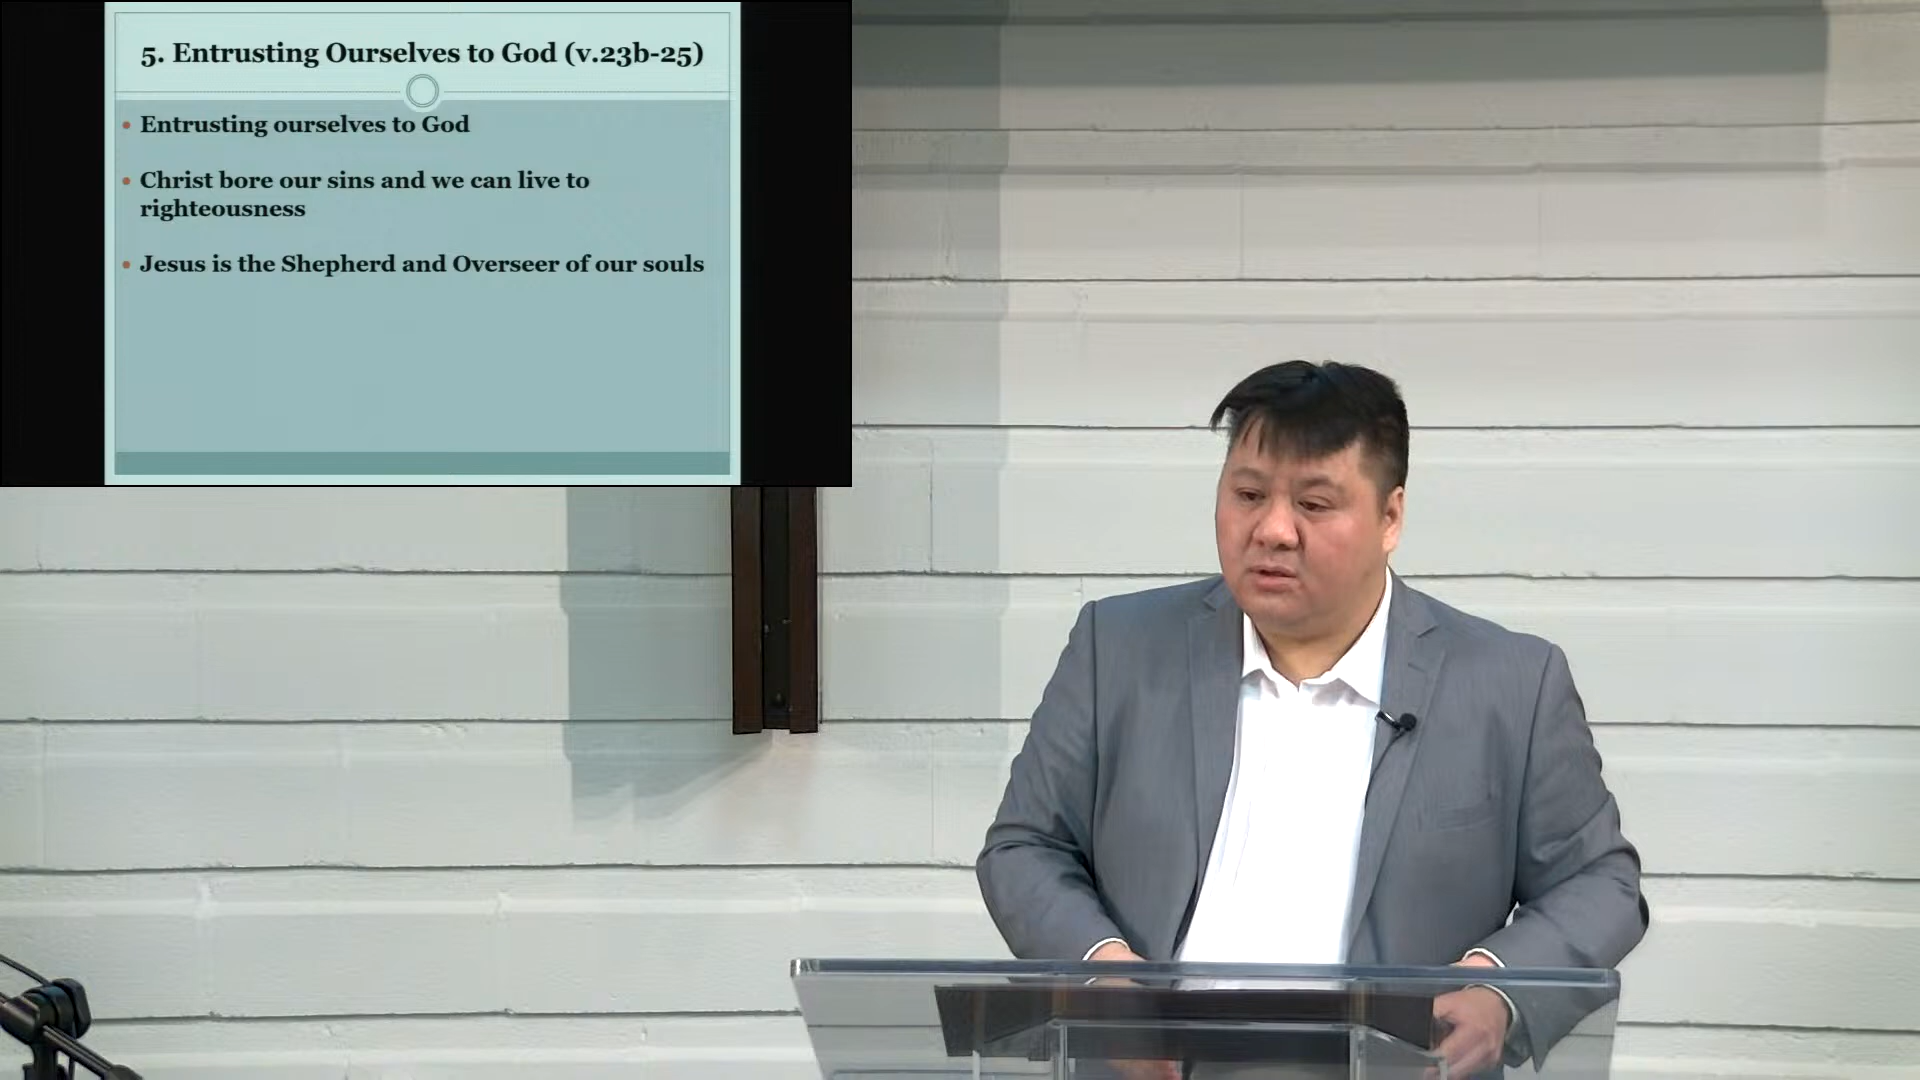 5. Entrusting Ourselves to God (v.23b-25)
• Entrusting ourselves to God
• Christ bore our sins and we can live to
righteousness
• Jesus is the Shepherd and Overseer of our souls